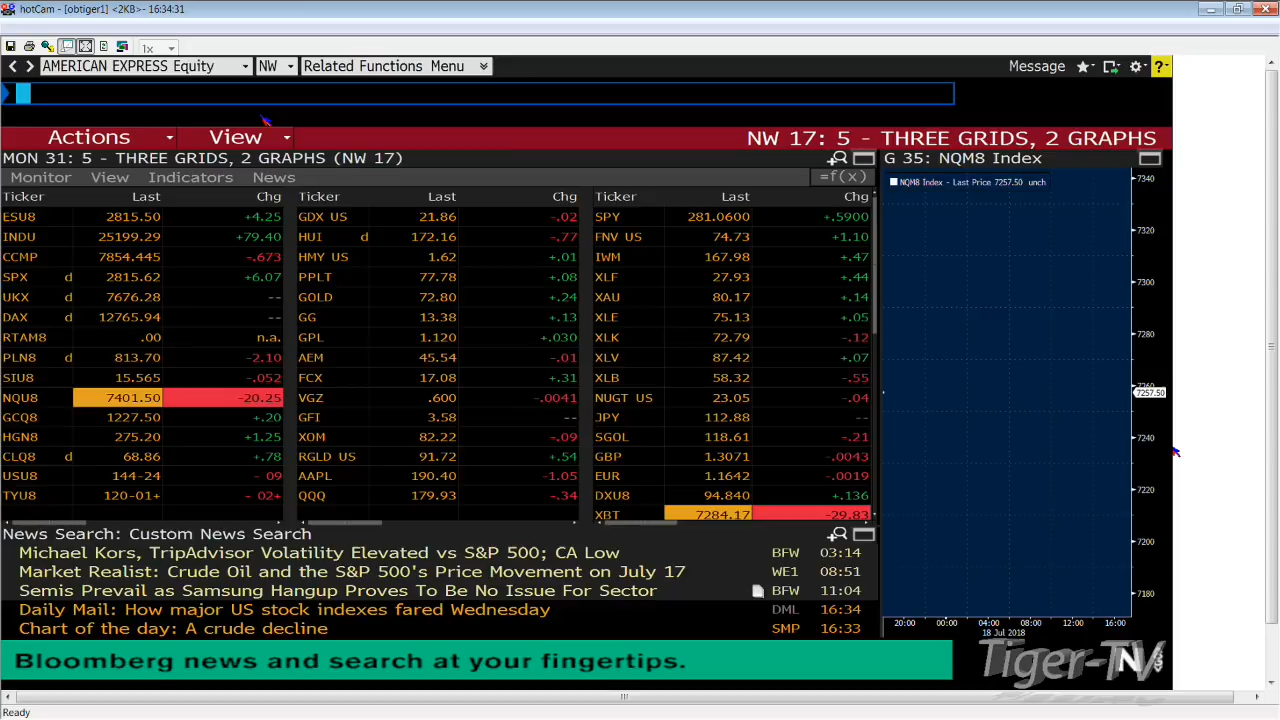 hotCam - [obtiger1] <2KB>- 16:34:31
1x
AMERICAN EXPRESS Equity NW Related Functions Menu Message ?
Actions View NW 17: 5 - THREE GRIDS, 2 GRAPHS
MON 31: 5 - THREE GRIDS, 2 GRAPHS (NW 17) G 35: NQM8 Index
Monitor View Indicators News =f(x)
Ticker Last Chg Ticker Last Chg Ticker Last Chg
ESU8 2815.50 +4.25 GDX US 21.86 -.02 SPY 281.0600 +.5900
INDU 25199.29 +79.40 HUI d 172.16 -.77 FNV US 74.73 +1.10
CCMP 7854.445 -.673 HMY US 1.62 +.01 IWM 167.98 +.47
SPX d 2815.62 +6.07 PPLT 77.78 +.08 XLF 27.93 +.44
UKX d 7676.28 -- GOLD 72.80 +.24 XAU 80.17 +.14
DAX d 12765.94 -- GG 13.38 +.13 XLE 75.13 +.05
RTAM8 .00 n.a. GPL 1.120 +.030 XLK 72.79 -.12
PLN8 d 813.70 -2.10 AEM 45.54 -.01 XLV 87.42 +.07
SIU8 15.565 -.052 FCX 17.08 +.31 XLB 58.32 -.55
NQU8 7401.50 -20.25 VGZ .600 -.0041 NUGT US 23.05 -.04
GCQ8 1227.50 +.20 GFI 3.58 -- JPY 112.88 --
HGN8 275.20 +1.25 XOM 82.22 -.09 SGOL 118.61 -.21
CLQ8 d 68.86 +.78 RGLD US 91.72 +.54 GBP 1.3071 -.0043
USU8 144-24 - 09 AAPL 190.40 -1.05 EUR 1.1642 -.0019
TYU8 120-01+ - 02+ QQQ 179.93 -.34 DXU8 94.840 +.136
XBT 7284.17 -29.83
NQM8 Index - Last Price 7257.50 unch
7340
7320
7300
7280
7260
7257.50
7240
7220
7200
7180
20:00 00:00 04:00 08:00 12:00 16:00
18 Jul 2018
News Search: Custom News Search
Michael Kors, TripAdvisor Volatility Elevated vs S&P 500; CA Low BFW 03:14
Market Realist: Crude Oil and the S&P 500's Price Movement on July 17 WE1 08:51
Semis Prevail as Samsung Hangup Proves To Be No Issue For Sector BFW 11:04
Daily Mail: How major US stock indexes fared Wednesday DML 16:34
Chart of the day: A crude decline SMP 16:33
Bloomberg news and search at your fingertips.
Tiger-TV
Ready